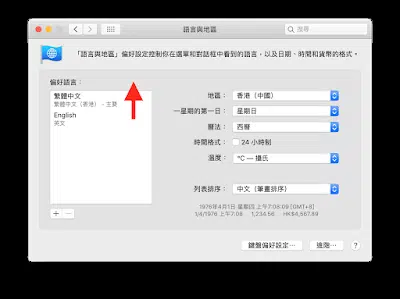 語言與地區
搜尋
「語言與地區」偏好設定控制你在選單和對話框中看到的語言，以及日期、時間和貨幣的格式。
偏好語言：
繁體中文
繁體中文（香港） - 主要
English
英文
地區： 香港（中國）
一星期的第一日： 星期日
曆法： 西曆
時間格式： 24 小時制
溫度： °C — 攝氏
列表排序： 中文（筆畫排序）
1976年4月1日 星期四 上午7:08:09 [GMT+8]
1/4/1976 上午7:08 1,234.56 HK$4,567.89
+ −
鍵盤偏好設定⋯ 進階⋯ ?